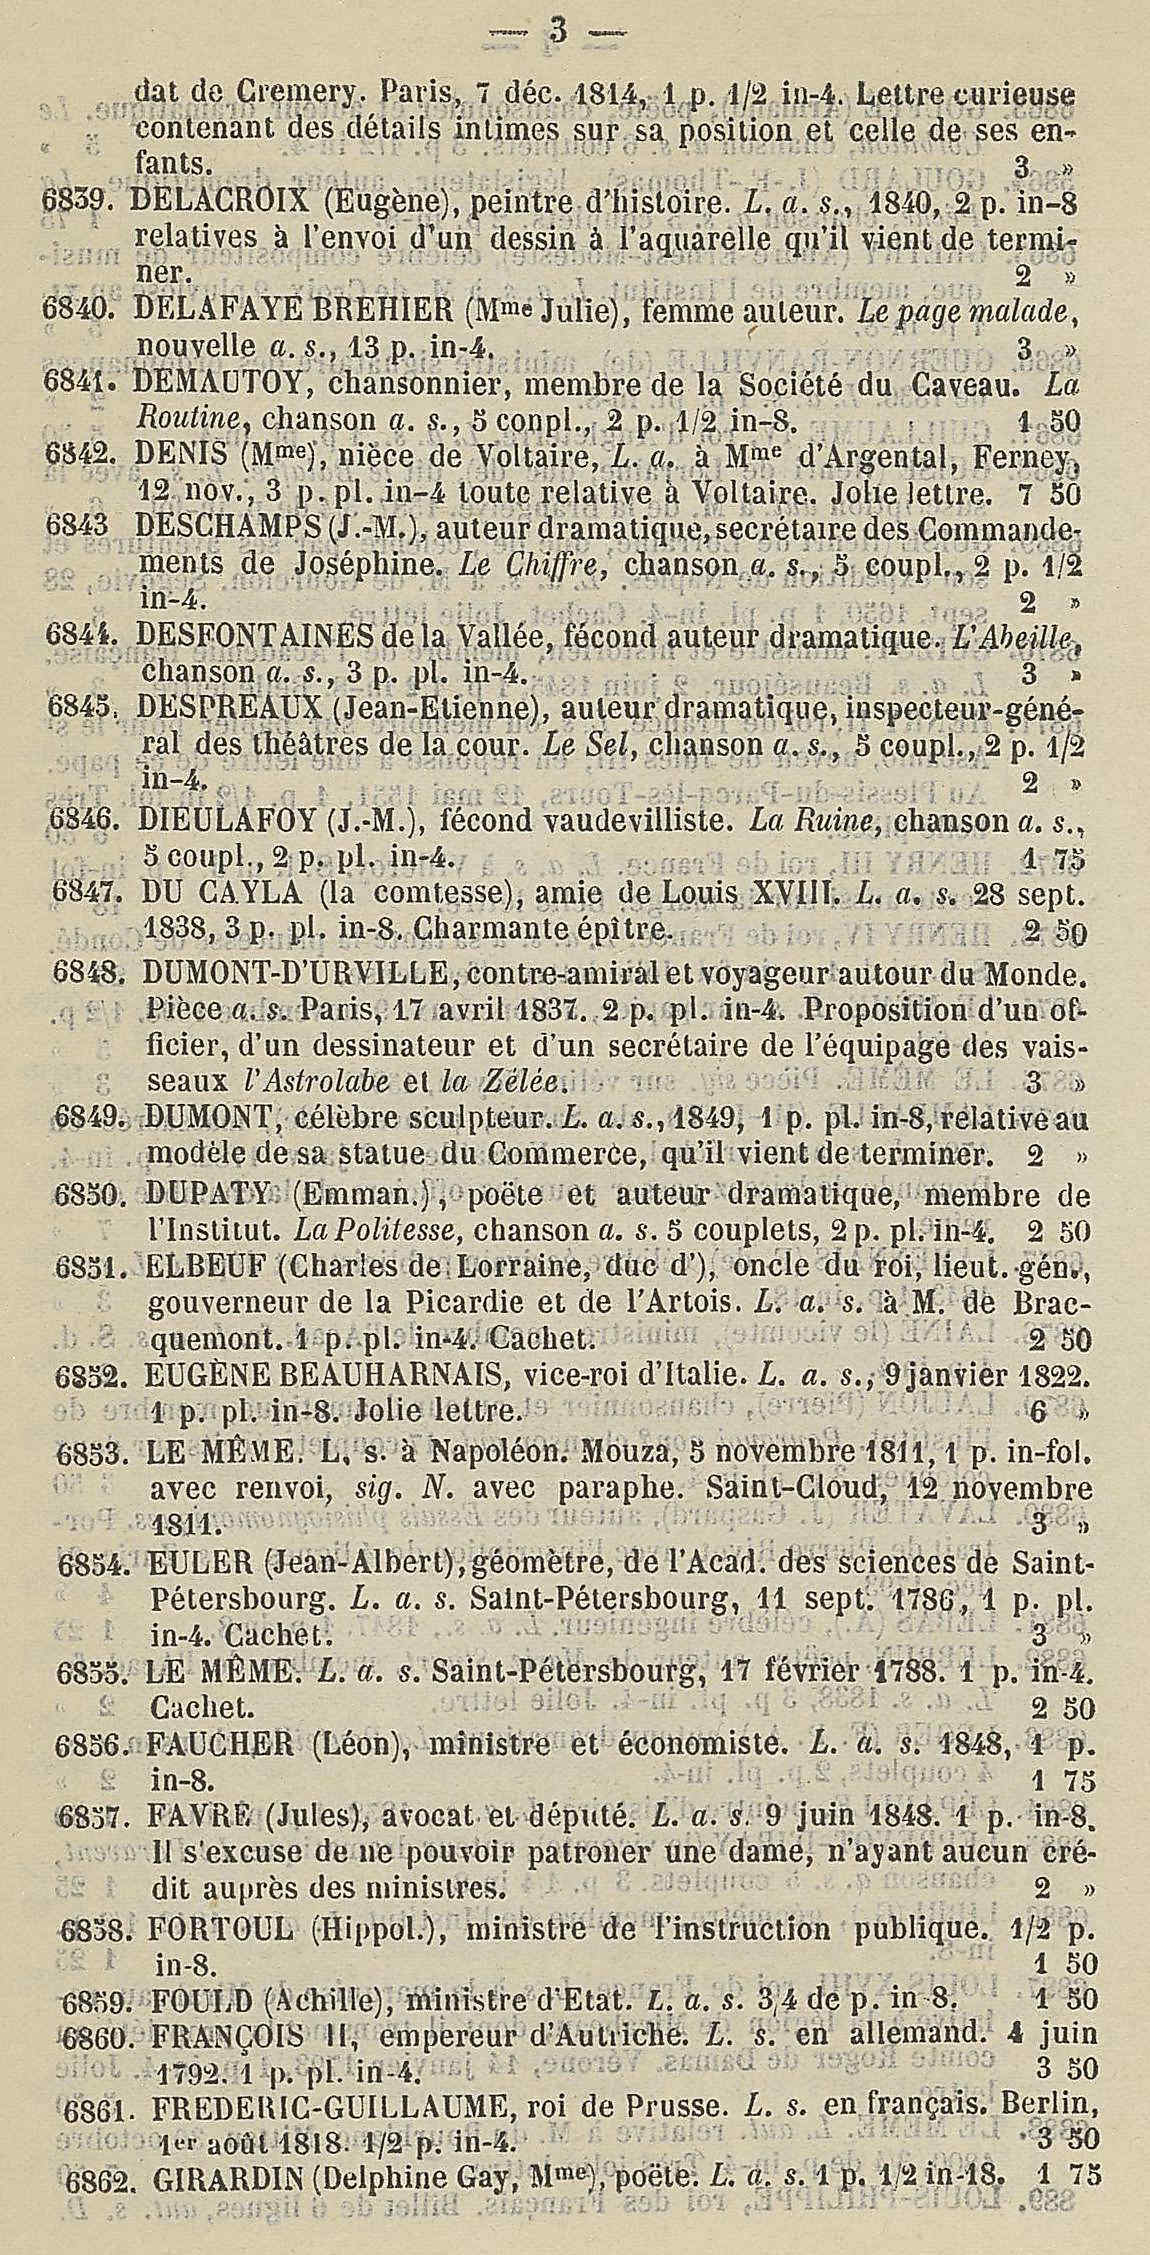 — 3 —
dat de Cremery. Paris, 7 déc. 1814, 1 p. 1/2 in-4. Lettre curieuse
contenant des détails intimes sur sa position et celle de ses en-
fants. 3 »
6839. DELACROIX (Eugène), peintre d'histoire. L. a. s., 1840, 2 p. in-8
relatives à l'envoi d'un dessin à l'aquarelle qu'il vient de termi-
ner. 2 »
6840. DELAFAYE BREHIER (Mme Julie), femme auteur. Le page malade,
nouvelle a. s., 13 p. in-4. 3 »
6841. DEMAUTOY, chansonnier, membre de la Société du Caveau. La
Routine, chanson a. s., 5 conpl., 2 p. 1/2 in-8. 1 50
6842. DENIS (Mme), nièce de Voltaire, L. a. à Mme d'Argental, Ferney,
12 nov., 3 p. pl. in-4 toute relative à Voltaire. Jolie lettre. 7 50
6843 DESCHAMPS (J.-M.), auteur dramatique, secrétaire des Commande-
ments de Joséphine. Le Chiffre, chanson a. s., 5 coupl., 2 p. 1/2
in-4. 2 »
6844. DESFONTAINES de la Vallée, fécond auteur dramatique. L'Abeille,
chanson a. s., 3 p. pl. in-4. 3 »
6845. DESPREAUX (Jean-Etienne), auteur dramatique, inspecteur-géné-
ral des théâtres de la cour. Le Sel, chanson a. s., 5 coupl., 2 p. 1/2
in-4. 2 »
6846. DIEULAFOY (J.-M.), fécond vaudevilliste. La Ruine, chanson a. s.,
5 coupl., 2 p. pl. in-4. 1 75
6847. DU CAYLA (la comtesse), amie de Louis XVIII. L. a. s. 28 sept.
1838, 3 p. pl. in-8. Charmante épître. 2 50
6848. DUMONT-D'URVILLE, contre-amiral et voyageur autour du Monde.
Pièce a. s. Paris, 17 avril 1837. 2 p. pl. in-4. Proposition d'un of-
ficier, d'un dessinateur et d'un secrétaire de l'équipage des vais-
seaux l'Astrolabe et la Zélée. 3 »
6849. DUMONT, célèbre sculpteur. L. a. s., 1849, 1 p. pl. in-8, relative au
modèle de sa statue du Commerce, qu'il vient de terminer. 2 »
6850. DUPATY (Emman.), poëte et auteur dramatique, membre de
l'Institut. La Politesse, chanson a. s. 5 couplets, 2 p. pl. in-4. 2 50
6851. ELBEUF (Charles de Lorraine, duc d'), oncle du roi, lieut. gén.,
gouverneur de la Picardie et de l'Artois. L. a. s. à M. de Brac-
quemont. 1 p. pl. in-4. Cachet. 2 50
6852. EUGÈNE BEAUHARNAIS, vice-roi d'Italie. L. a. s., 9 janvier 1822.
1 p. pl. in-8. Jolie lettre. 6 »
6853. LE MÊME. L. s. à Napoléon. Mouza, 5 novembre 1811, 1 p. in-fol.
avec renvoi, sig. N. avec paraphe. Saint-Cloud, 12 novembre
1811. 3 »
6854. EULER (Jean-Albert), géomètre, de l'Acad. des sciences de Saint-
Pétersbourg. L. a. s. Saint-Pétersbourg, 11 sept. 1786, 1 p. pl.
in-4. Cachet. 3 »
6855. LE MÊME. L. a. s. Saint-Pétersbourg, 17 février 1788. 1 p. in-4.
Cachet. 2 50
6856. FAUCHER (Léon), ministre et économiste. L. a. s. 1848, 1 p.
in-8. 1 75
6857. FAVRE (Jules), avocat et député. L. a. s. 9 juin 1848. 1 p. in-8.
Il s'excuse de ne pouvoir patroner une dame, n'ayant aucun cré-
dit auprès des ministres. 2 »
6858. FORTOUL (Hippol.), ministre de l'instruction publique. 1/2 p.
in-8. 1 50
6859. FOULD (Achille), ministre d'Etat. L. a. s. 3/4 de p. in-8. 1 50
6860. FRANÇOIS II, empereur d'Autriche. L. s. en allemand. 4 juin
1792. 1 p. pl. in-4. 3 50
6861. FREDERIC-GUILLAUME, roi de Prusse. L. s. en français. Berlin,
1er août 1818. 1/2 p. in-4. 3 50
6862. GIRARDIN (Delphine Gay, Mme), poëte. L. a. s. 1 p. 1/2 in-18. 1 75